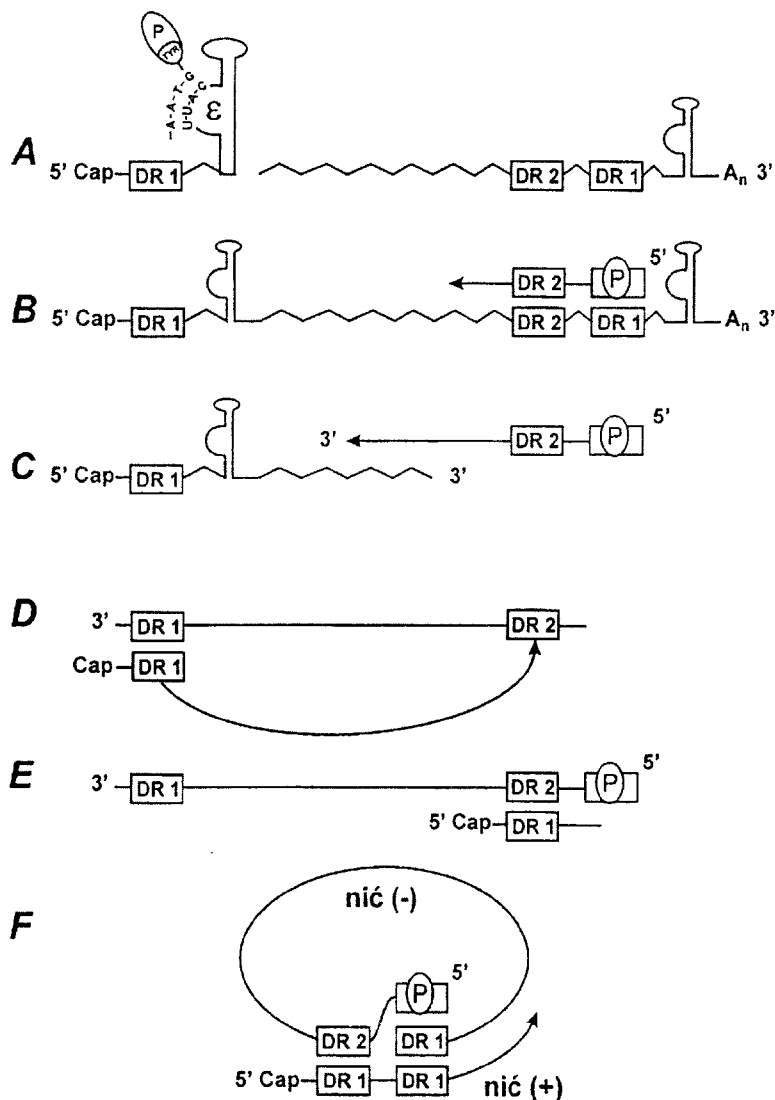 P
TYR
G
-A-A-T-
U U A C
ε
A
5' Cap
DR 1
DR 2
DR 1
An 3'
5'
DR 2
P
B
5' Cap
DR 1
DR 2
DR 1
An 3'
5'
3'
DR 2
P
C
5' Cap
DR 1
3'
D
3'
DR 1
DR 2
Cap
DR 1
5'
E
3'
DR 1
DR 2
P
5' Cap
DR 1
nić (-)
F
5'
P
DR 2
DR 1
5' Cap
DR 1
DR 1
nić (+)